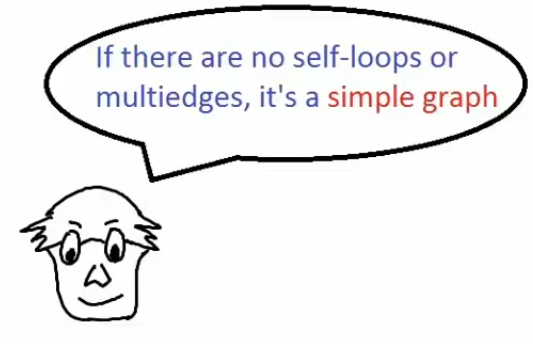 If there are no self-loops or
multiedges, it's a simple graph